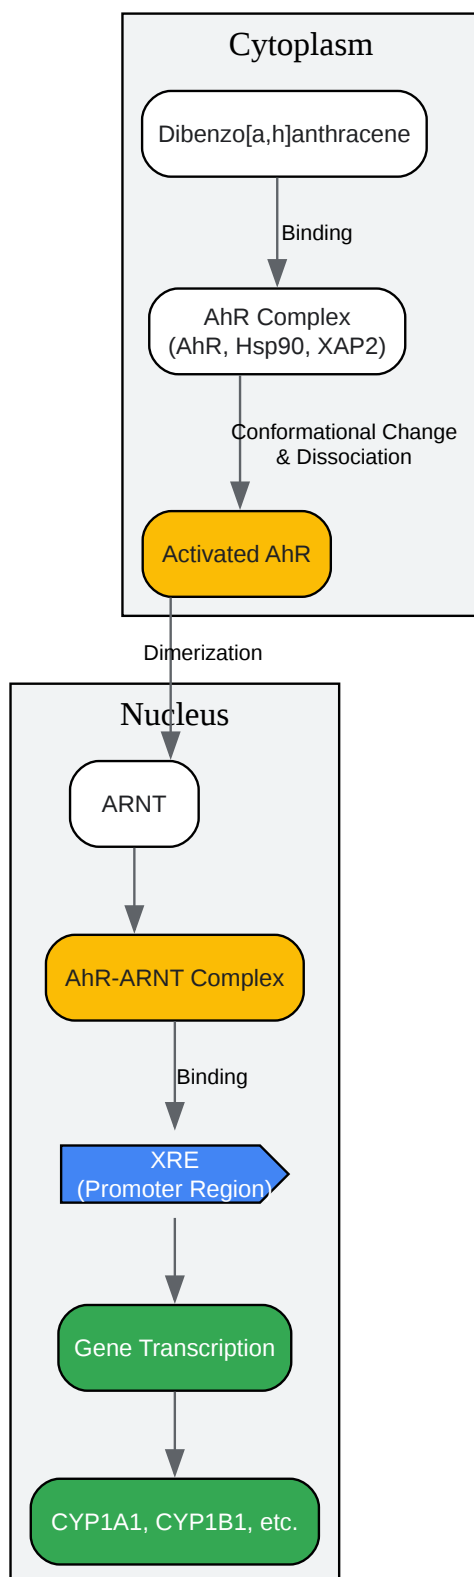 Cytoplasm
Dibenzo[a,h]anthracene
Binding
AhR Complex
(AhR, Hsp90, XAP2)
Conformational Change
& Dissociation
Activated AhR
Dimerization
Nucleus
ARNT
AhR-ARNT Complex
Binding
XRE
(Promoter Region)
Gene Transcription
CYP1A1, CYP1B1, etc.